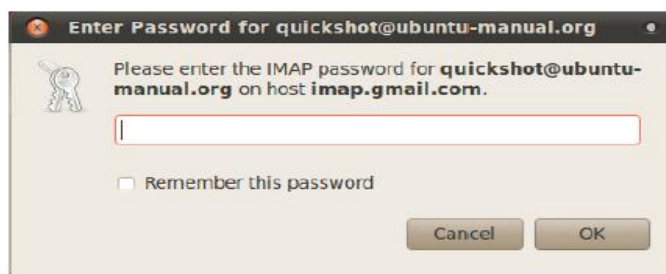 Enter Password for quickshot@ubuntu-manual.org
Please enter the IMAP password for quickshot@ubuntu-
manual.org on host imap.gmail.com.
Remember this password
Cancel OK